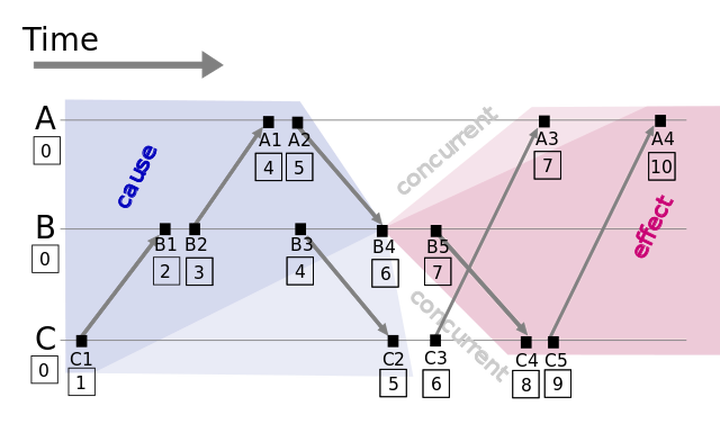 Time
A
0
A1
4
A2
5
A3
7
A4
10
cause
concurrent
effect
B
0
B1
2
B2
3
B3
4
B4
6
B5
7
concurrent
C
0
C1
1
C2
5
C3
6
C4
8
C5
9